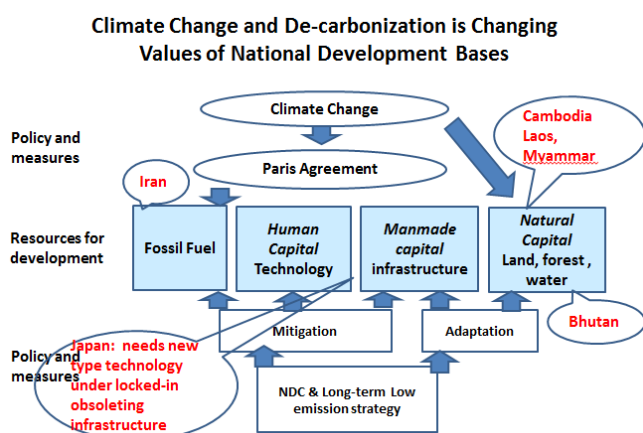 Climate Change and De-carbonization is Changing
Values of National Development Bases
Climate Change
Cambodia
Laos,
Myammar
Policy and
measures
Paris Agreement
Iran
Resources for
development
Fossil Fuel
Human
Capital
Technology
Manmade
capital
infrastructure
Natural
Capital
Land, forest ,
water
Mitigation
Adaptation
Bhutan
Policy and
measures
Japan: needs new
type technology
under locked-in
obsoleting
infrastructure
NDC & Long-term Low
emission strategy